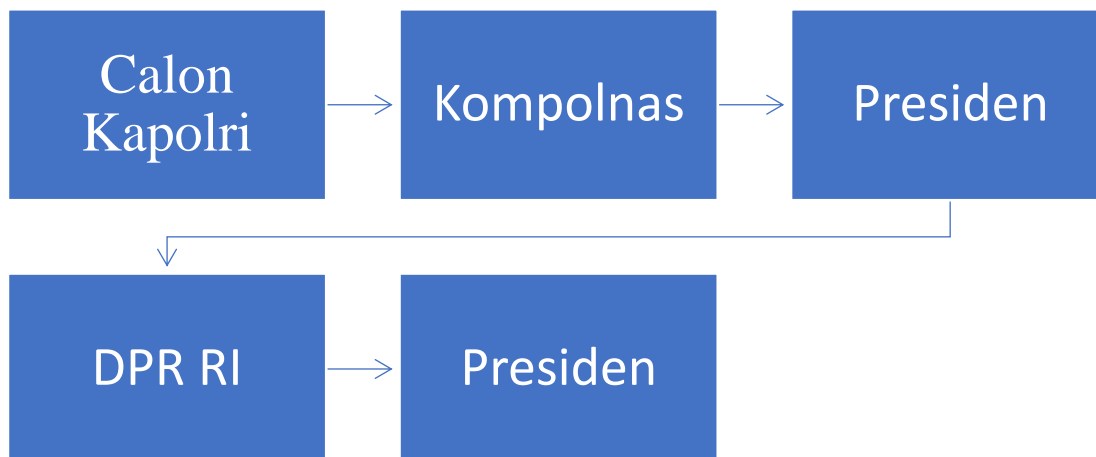 Calon
Kapolri
Kompolnas
Presiden
DPR RI
Presiden